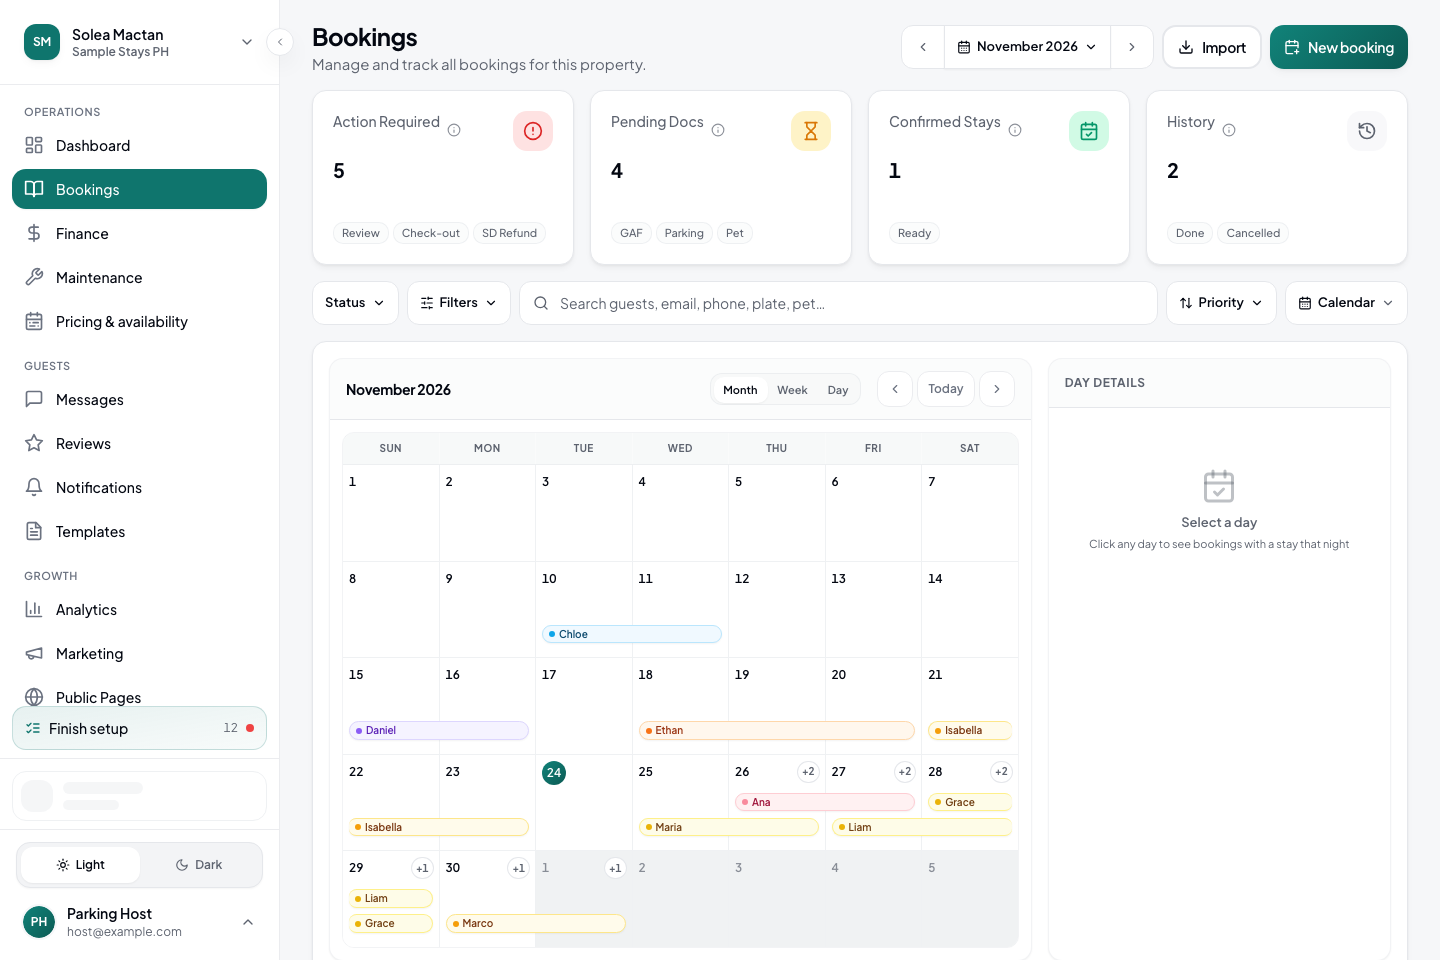 SM
Solea Mactan
Sample Stays PH
OPERATIONS
Dashboard
Bookings
Finance
Maintenance
Pricing & availability
GUESTS
Messages
Reviews
Notifications
Templates
GROWTH
Analytics
Marketing
Public Pages
Finish setup 12
Light Dark
PH
Parking Host
host@example.com
Bookings
Manage and track all bookings for this property.
November 2026
Import
New booking
Action Required
5
Review Check-out SD Refund
Pending Docs
4
GAF Parking Pet
Confirmed Stays
1
Ready
History
2
Done Cancelled
Status
Filters
Search guests, email, phone, plate, pet...
Priority
Calendar
November 2026
Month Week Day
Today
SUN MON TUE WED THU FRI SAT
1 2 3 4 5 6 7
8 9 10 11 12 13 14
Chloe
15 16 17 18 19 20 21
Daniel Ethan Isabella
22 23 24 25 26 +2 27 +2 28 +2
Ana Grace
Isabella Maria Liam
29 +1 30 +1 1 +1 2 3 4 5
Liam
Grace Marco
DAY DETAILS
Select a day
Click any day to see bookings with a stay that night